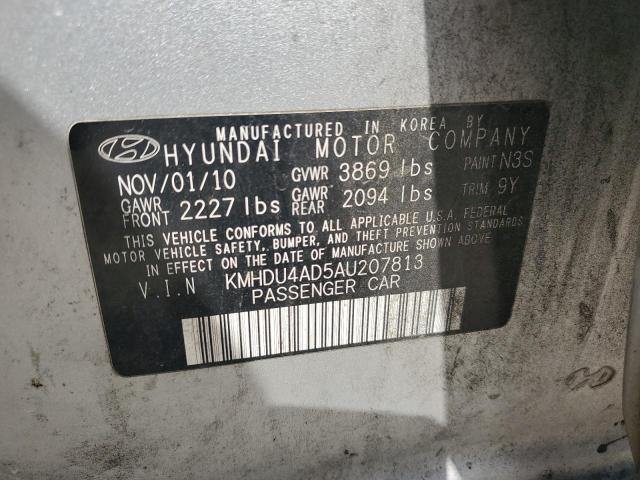 MANUFACTURED IN KOREA BY
HYUNDAI MOTOR COMPANY
NOV/01/10 GVWR 3869 lbs PAINT N3S
GAWR FRONT 2227 lbs GAWR REAR 2094 lbs TRIM 9Y
THIS VEHICLE CONFORMS TO ALL APPLICABLE U.S.A. FEDERAL
MOTOR VEHICLE SAFETY, BUMPER, AND THEFT PREVENTION STANDARDS
IN EFFECT ON THE DATE OF MANUFACTURE SHOWN ABOVE.
V.I.N KMHDU4AD5AU207813
PASSENGER CAR